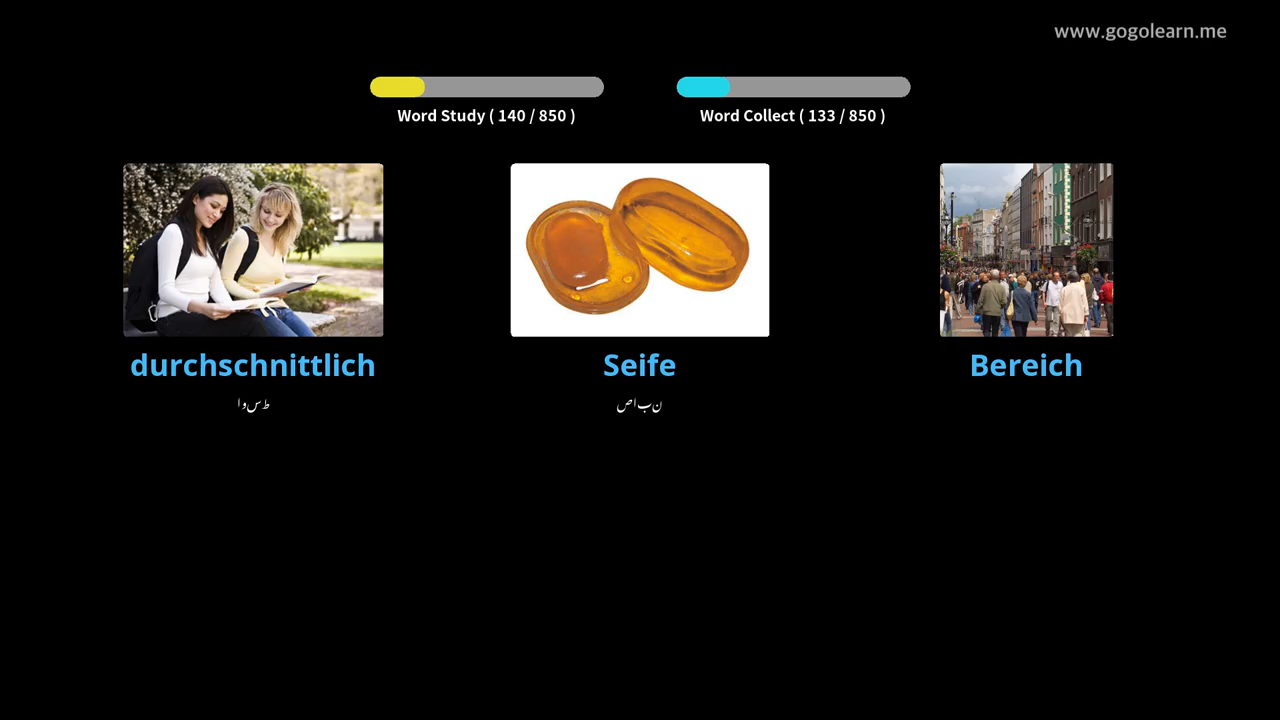 www.gogolearn.me
Word Study ( 140 / 850 )
Word Collect ( 133 / 850 )
durchschnittlich
Seife
Bereich
اوسط
صابن